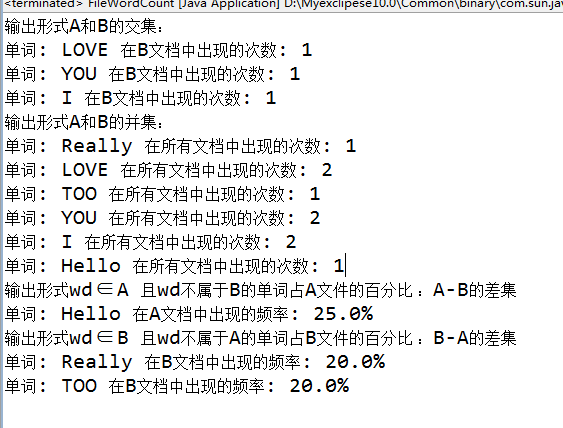 <terminated> FileWordCount [Java Application] D:\Myexclipese10.0\Common\binary\com.sun.jav
输出形式A和B的交集:
单词: LOVE 在B文档中出现的次数: 1
单词: YOU 在B文档中出现的次数: 1
单词: I 在B文档中出现的次数: 1
输出形式A和B的并集:
单词: Really 在所有文档中出现的次数: 1
单词: LOVE 在所有文档中出现的次数: 2
单词: TOO 在所有文档中出现的次数: 1
单词: YOU 在所有文档中出现的次数: 2
单词: I 在所有文档中出现的次数: 2
单词: Hello 在所有文档中出现的次数: 1
输出形式wd∈A 且wd不属于B的单词占A文件的百分比：A-B的差集
单词: Hello 在A文档中出现的频率: 25.0%
输出形式wd∈B 且wd不属于A的单词占B文件的百分比：B-A的差集
单词: Really 在B文档中出现的频率: 20.0%
单词: TOO 在B文档中出现的频率: 20.0%